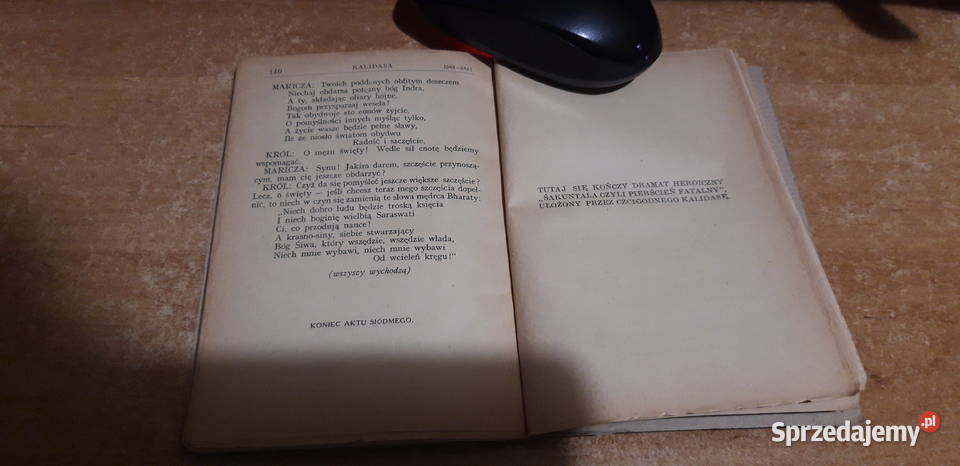 140 KALIDASA
MARICZA: Twoich poddanych obfitym deszczem
Niechaj obdarza potężny bóg Indra,
A ty, składając ofiary hojne,
Bogom przysparzaj wesela!
Tak obydwoje sto eonów żyjcie,
O pomyślności innych myśląc tylko,
A życie wasze będzie pełne sławy,
Ile że niosło światom obydwu
Radość i szczęście.
KRÓL: O mężu święty! Wedle sił cnotę będziemy
wspomagać.
MARICZA: Synu! Jakim darem, szczęście przynoszą-
cym, mam cię jeszcze obdarzyć?
KRÓL: Czyż da się pomyśleć jeszcze większe szczęście?
Lecz, o święty — jeśli chcesz teraz mego szczęścia dopeł-
nić, to niech w czyn się zamienią te słowa mędrca Bharaty:
„Niech dobro ludu będzie troską księcia
I niech boginię wielbią Saraswati
Ci, co przodują nauce!
A krasno-siny, siebie stwarzający
Bóg Śiwa, który wszędzie, wszędzie włada,
Niech mnie wybawi, niech mnie wybawi
Od wcieleń kręgu!"
(wszyscy wychodzą)
KONIEC AKTU SIÓDMEGO.
TUTAJ SIĘ KOŃCZY DRAMAT HEROICZNY
„ŚAKUNTALA CZYLI PIERŚCIEŃ FATALNY",
UŁOŻONY PRZEZ CZCIGODNEGO KALIDASĘ.
Sprzedajemy.pl